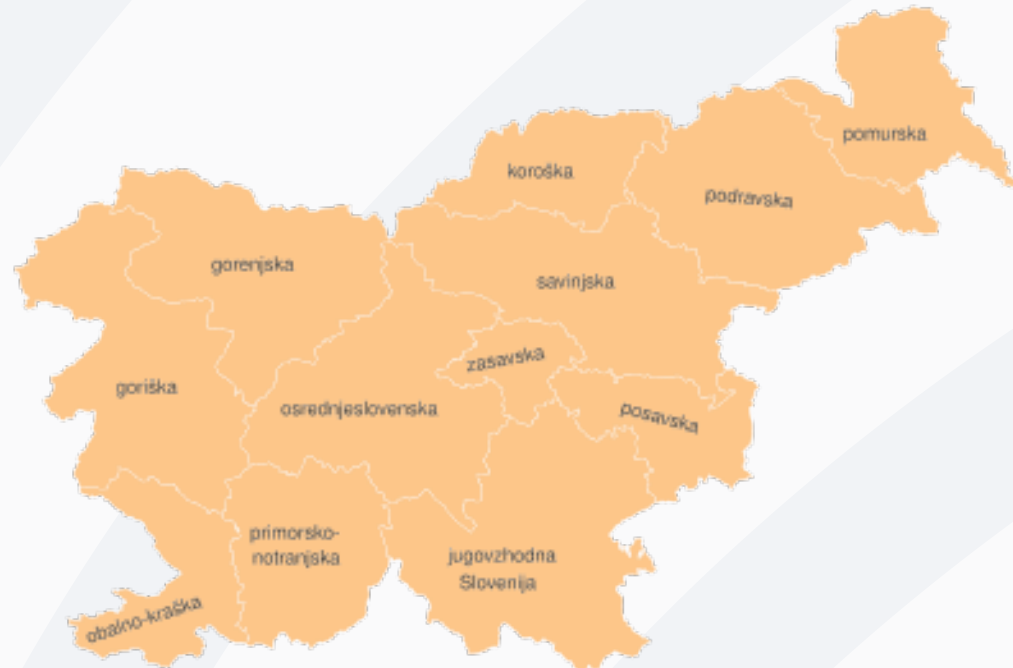 pomurska
koroška
podravska
gorenjska
savinjska
zasavska
goriška
osrednjeslovenska
posavska
primorsko-
notranjska
jugovzhodna
Slovenija
obalno-kraška